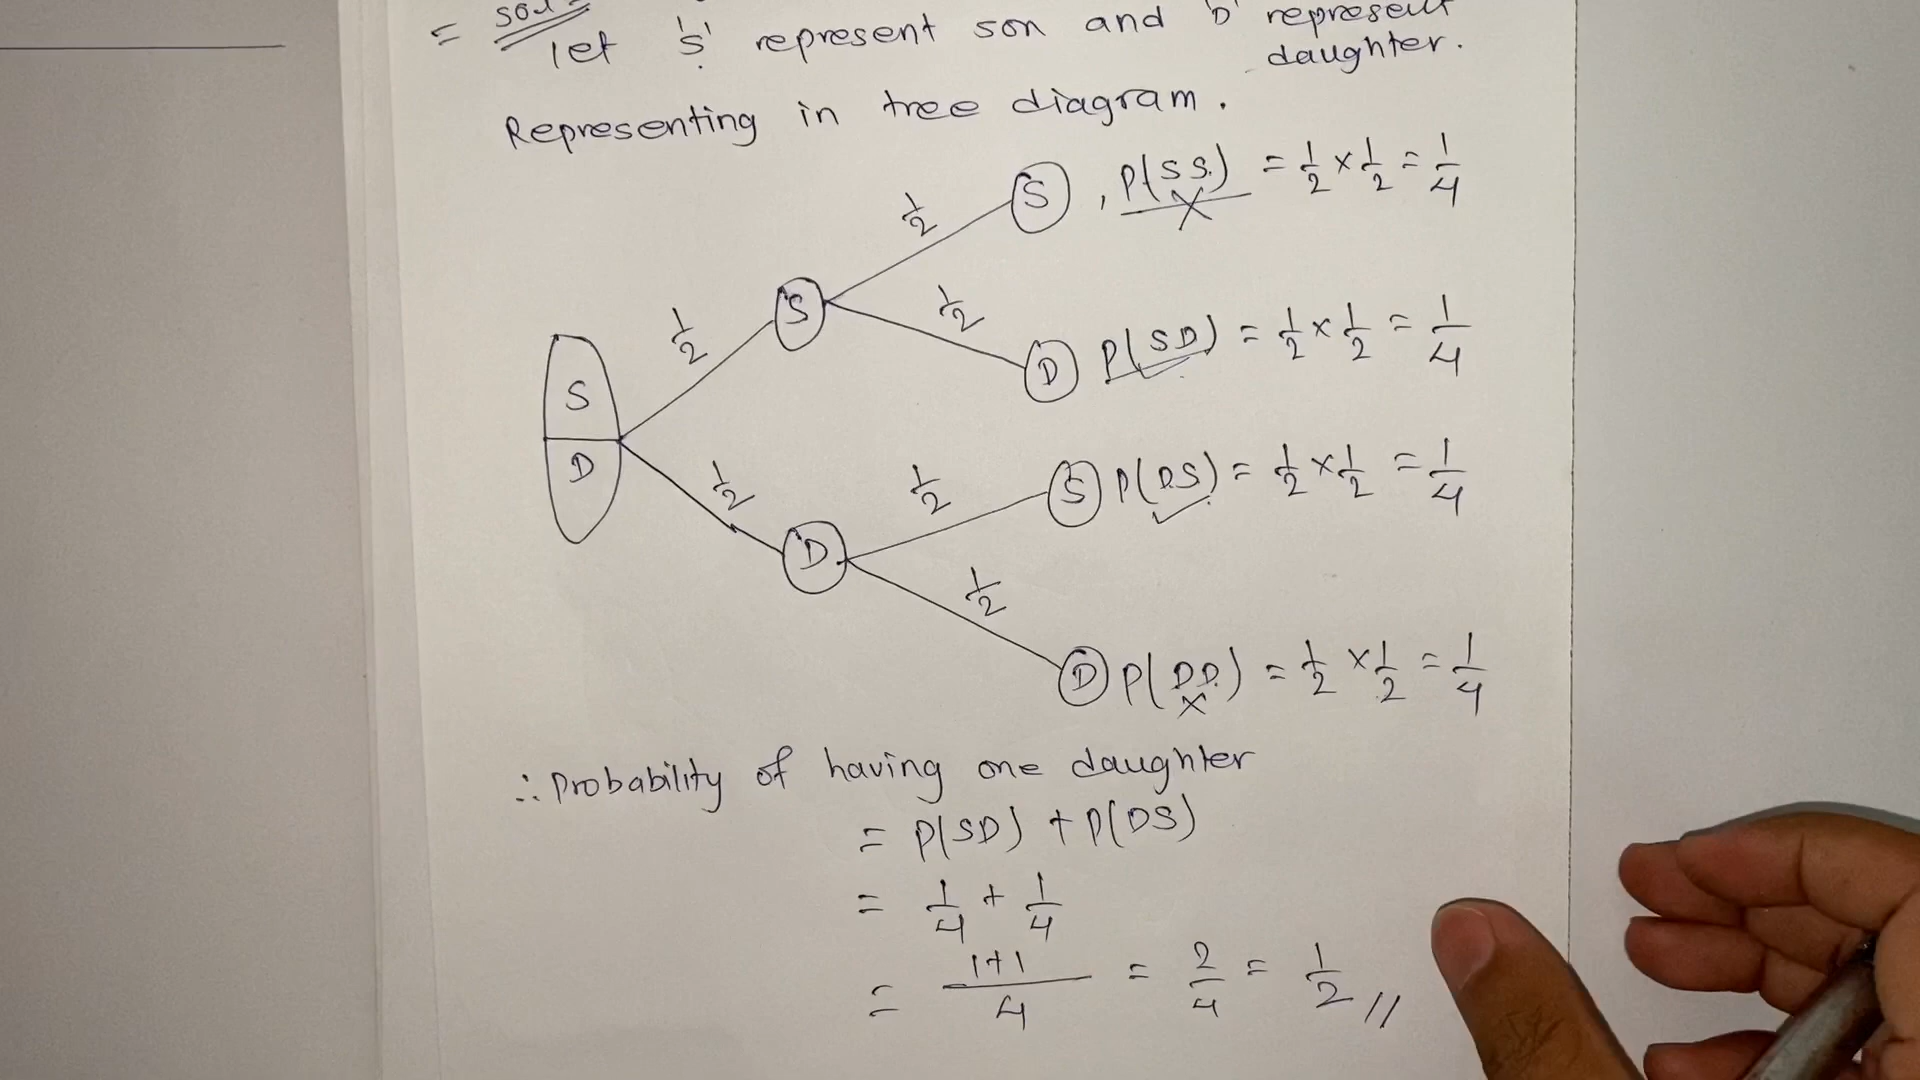 = Sol
let 'S' represent son and 'D' represent
daughter.
Representing in tree diagram.
1/2 S , P(SS) = 1/2 × 1/2 = 1/4
1/2 S 1/2
D P(SD) = 1/2 × 1/2 = 1/4
S
D
1/2 1/2 S P(DS) = 1/2 × 1/2 = 1/4
D 1/2
D P(DD) = 1/2 × 1/2 = 1/4
∴ Probability of having one daughter
= P(SD) + P(DS)
= 1/4 + 1/4
= 1+1/4 = 2/4 = 1/2 //